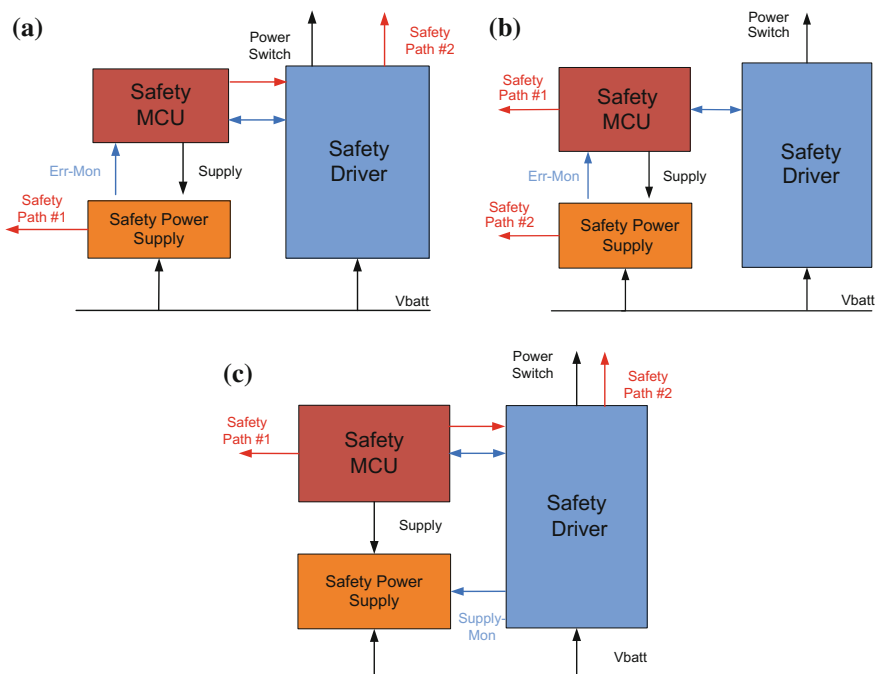 (a)
Power
Switch
Safety
Path #2
Safety
MCU
Safety
Driver
Err-Mon
Supply
Safety
Path #1
Safety Power
Supply
Vbatt
(b)
Power
Switch
Safety
Path #1
Safety
MCU
Safety
Driver
Err-Mon
Supply
Safety
Path #2
Safety Power
Supply
Vbatt
(c)
Power
Switch
Safety
Path #2
Safety
Path #1
Safety
MCU
Safety
Driver
Supply
Safety Power
Supply
Supply-
Mon
Vbatt